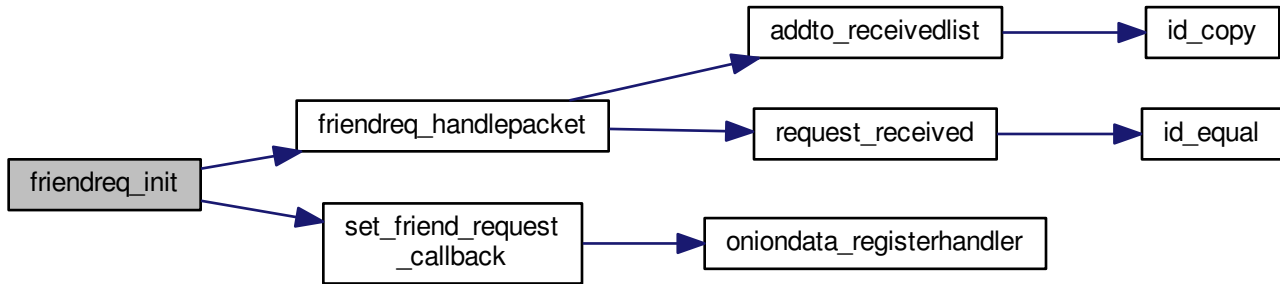 addto_receivedlist
id_copy
friendreq_handlepacket
request_received
id_equal
friendreq_init
set_friend_request
_callback
oniondata_registerhandler